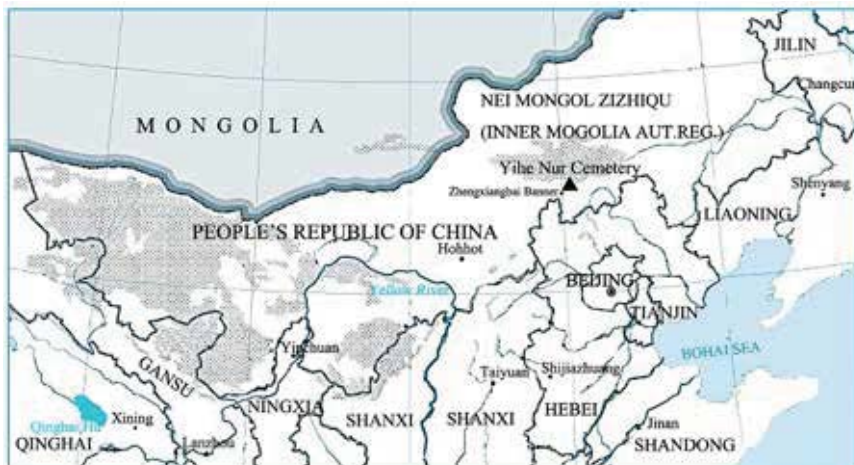 JILIN
Changcun
MONGOLIA
NEI MONGOL ZIZHIQU
(INNER MOGOLIA AUT.REG.)
Yihe Nur Cemetery
Zhengxiangbai Banner
Shenyang
LIAONING
PEOPLE'S REPUBLIC OF CHINA
Hohhot
BEIJING
Yellow River
TIANJIN
BOHAI SEA
Yinchuan
GANSU
Taiyuan
Shijiazhuang
NINGXIA
SHANXI
SHANXI
HEBEI
Qinghai Hu
Xining
Jinan
QINGHAI
Lanzhou
SHANDONG